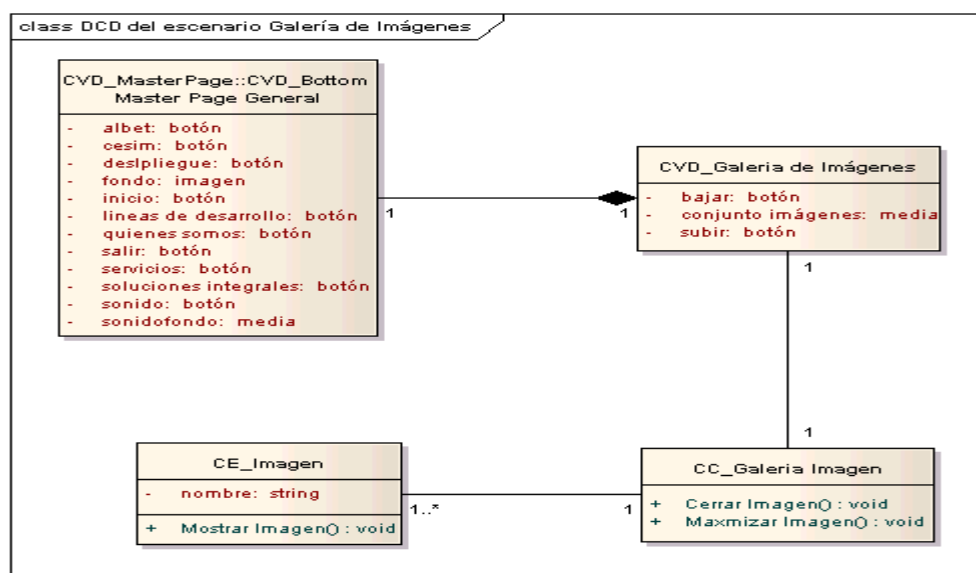 class DCD del escenario Galería de Imágenes
CVD_MasterPage::CVD_Bottom
Master Page General
- albet: botón
- cesim: botón
- deslpliegue: botón
- fondo: imagen
- inicio: botón
- lineas de desarrollo: botón
- quienes somos: botón
- salir: botón
- servicios: botón
- soluciones integrales: botón
- sonido: botón
- sonidofondo: media
1
1
CVD_Galeria de Imágenes
- bajar: botón
- conjunto imágenes: media
- subir: botón
1
1
CE_Imagen
- nombre: string
+ Mostrar Imagen() : void
1..*
1
CC_Galeria Imagen
+ Cerrar Imagen() : void
+ Maxmizar Imagen() : void